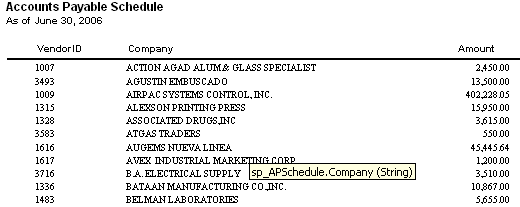 Accounts Payable Schedule
As of June 30, 2006
VendorID Company Amount
1007 ACTION AGAD ALUM.& GLASS SPECIALIST 2,450.00
3493 AGUSTIN EMBUSCADO 13,500.00
1009 AIRPAC SYSTEMS CONTROL, INC. 402,228.05
1315 ALEXSON PRINTING PRESS 15,950.00
1328 ASSOCIATED DRUGS,INC 3,615.00
3583 ATGAS TRADERS 550.00
1616 AUGEMS NUEVA LINEA 45,445.64
1617 AVEX INDUSTRIAL MARKETING CORP 1,200.00
3716 B.A. ELECTRICAL SUPPLY sp_APSchedule.Company (String) 3,510.00
1336 BATAAN MANUFACTURING CO.,INC. 10,867.00
1483 BELMAN LABORATORIES 5,655.00